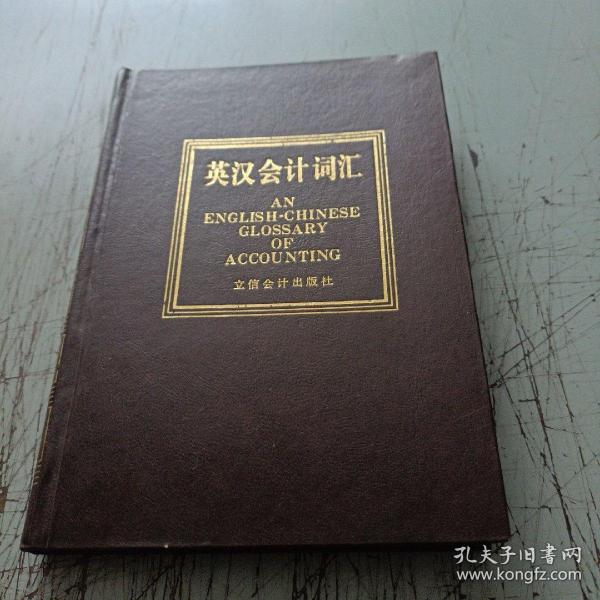 英汉会计词汇
AN
ENGLISH-CHINESE
GLOSSARY
OF
ACCOUNTING
立信会计出版社
孔夫子旧书网
www.kongfz.com